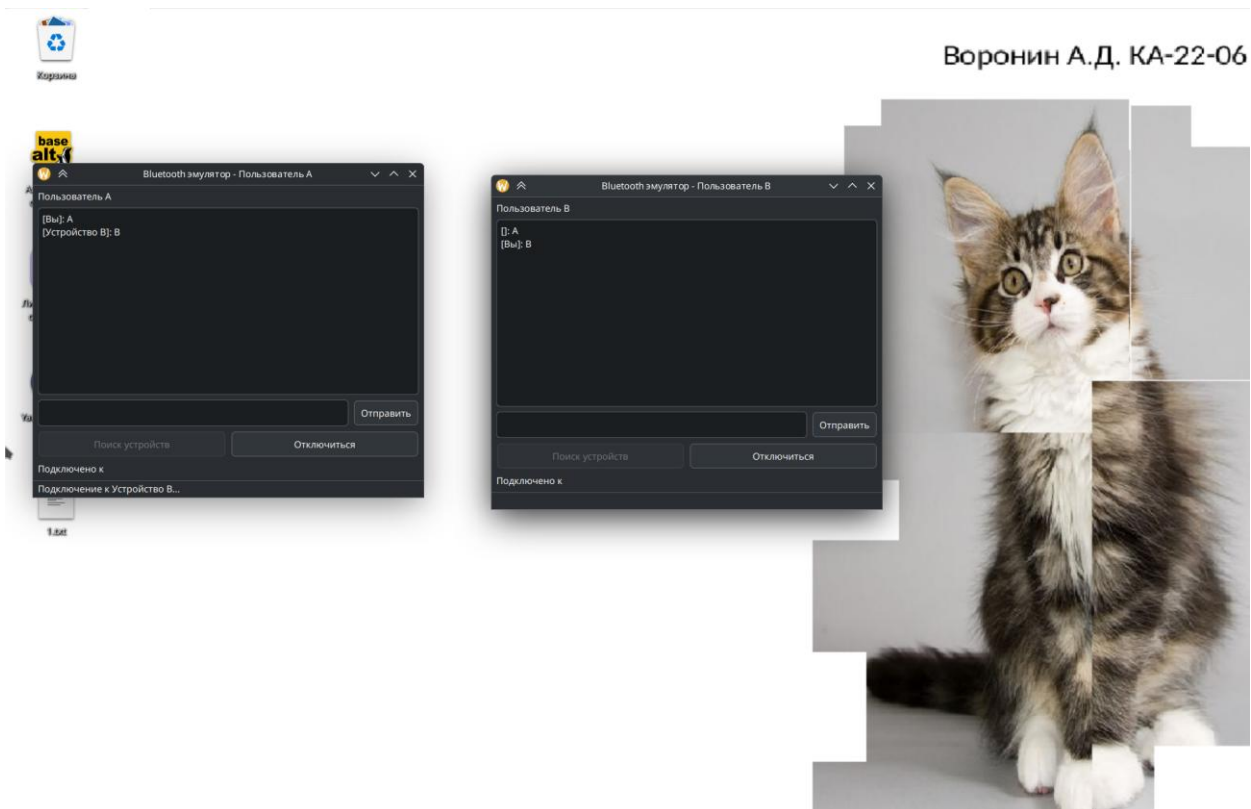 Корзина
Воронин А.Д. КА-22-06
base
alt
Bluetooth эмулятор - Пользователь А
Пользователь А
[Вы]: А
[Устройство В]: В
Отправить
Поиск устройств
Отключиться
Подключено к
Подключение к Устройство В...
1.txt
Bluetooth эмулятор - Пользователь В
Пользователь В
[]: А
[Вы]: В
Отправить
Поиск устройств
Отключиться
Подключено к